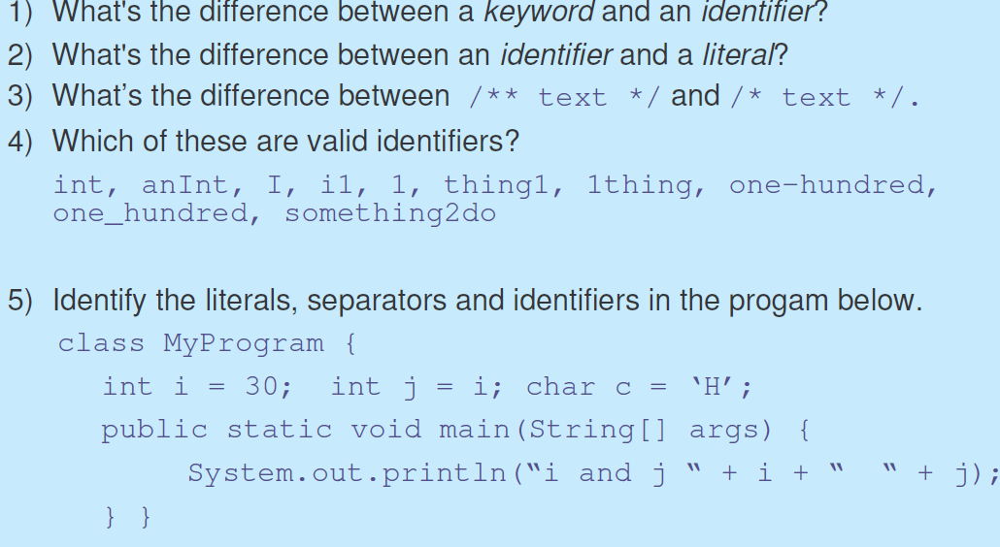 1) What's the difference between a keyword and an identifier?
2) What's the difference between an identifier and a literal?
3) What’s the difference between /** text */ and /* text */.
4) Which of these are valid identifiers?
int, anInt, I, i1, 1, thing1, 1thing, one-hundred,
one_hundred, something2do
5) Identify the literals, separators and identifiers in the progam below.
class MyProgram {
int i = 30; int j = i; char c = ‘H’;
public static void main(String[] args) {
System.out.println(“i and j “ + i + “  “ + j);
} }